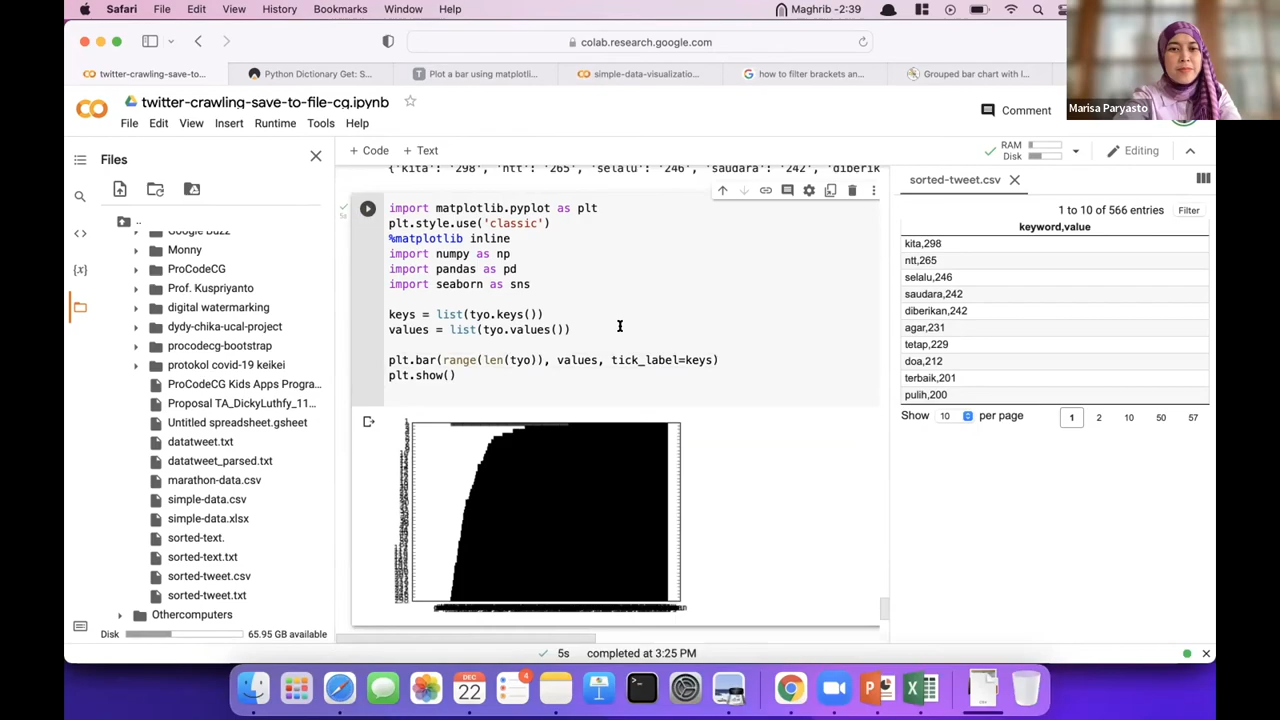 Safari File Edit View History Bookmarks Window Help Maghrib -2:39
colab.research.google.com
twitter-crawling-save-to... Python Dictionary Get: S... Plot a bar using matplotli... simple-data-visualizatio... how to filter brackets an... Grouped bar chart with l...
Marisa Paryasto
twitter-crawling-save-to-file-cg.ipynb
Comment
File Edit View Insert Runtime Tools Help
+ Code + Text
RAM
Disk
Editing
Files
..
Google Buzz
Monny
ProCodeCG
Prof. Kuspriyanto
digital watermarking
dydy-chika-ucal-project
procodecg-bootstrap
protokol covid-19 keikei
ProCodeCG Kids Apps Progra...
Proposal TA_DickyLuthfy_11...
Untitled spreadsheet.gsheet
datatweet.txt
datatweet_parsed.txt
marathon-data.csv
simple-data.csv
simple-data.xlsx
sorted-text.
sorted-text.txt
sorted-tweet.csv
sorted-tweet.txt
Othercomputers
Disk 65.95 GB available
{'kita': '298', 'ntt': '265', 'selalu': '246', 'saudara': '242', 'diberik
5s
import matplotlib.pyplot as plt
plt.style.use('classic')
%matplotlib inline
import numpy as np
import pandas as pd
import seaborn as sns
keys = list(tyo.keys())
values = list(tyo.values())
plt.bar(range(len(tyo)), values, tick_label=keys)
plt.show()
sorted-tweet.csv
1 to 10 of 566 entries Filter
keyword,value
kita,298
ntt,265
selalu,246
saudara,242
diberikan,242
agar,231
tetap,229
doa,212
terbaik,201
pulih,200
Show 10 per page 1 2 10 50 57
5s completed at 3:25 PM
DEC
22
4